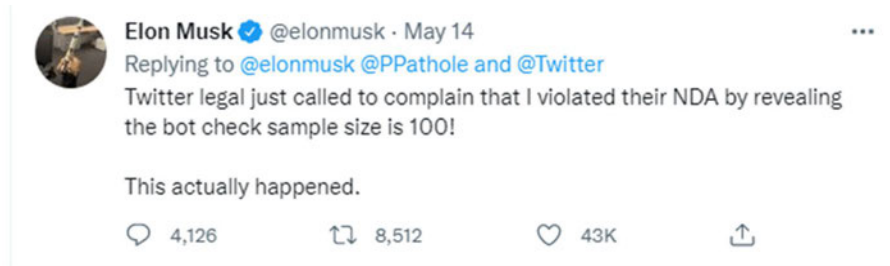 Elon Musk @elonmusk · May 14
Replying to @elonmusk @PPathole and @Twitter
Twitter legal just called to complain that I violated their NDA by revealing
the bot check sample size is 100!
This actually happened.
4,126 8,512 43K